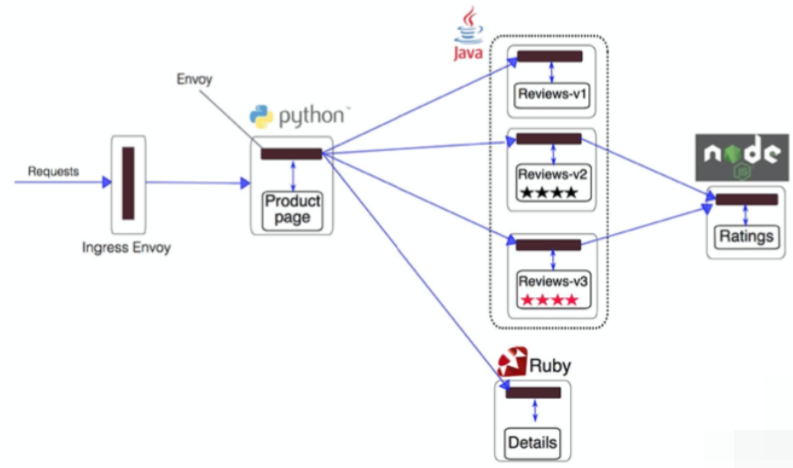 Requests
Ingress Envoy
Envoy
python
Product
page
Java
Reviews-v1
Reviews-v2
Reviews-v3
node
JS
Ratings
Ruby
Details